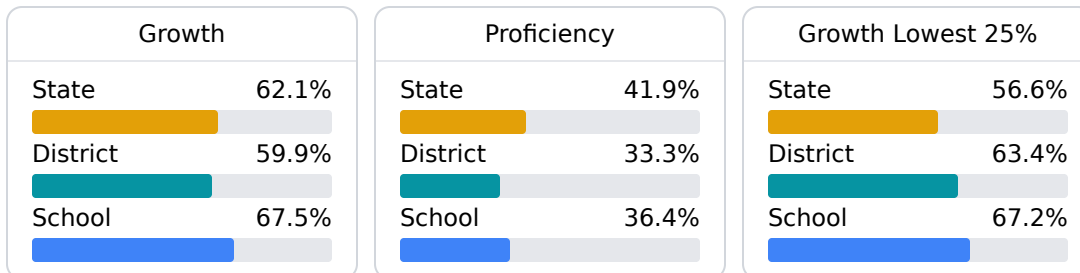 Growth
State 62.1%
District 59.9%
School 67.5%
Proficiency
State 41.9%
District 33.3%
School 36.4%
Growth Lowest 25%
State 56.6%
District 63.4%
School 67.2%